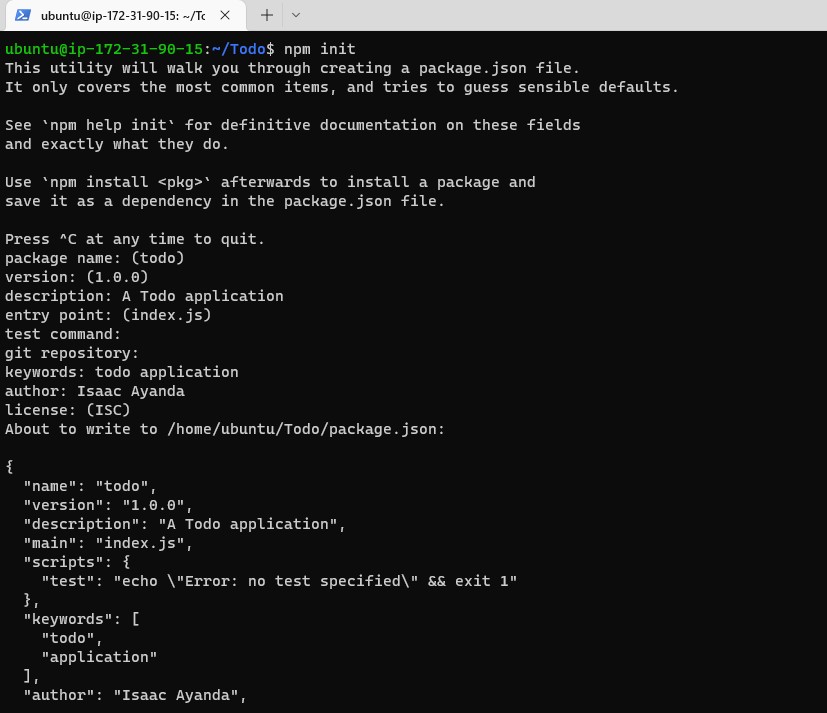 ubuntu@ip-172-31-90-15: ~/Tc
ubuntu@ip-172-31-90-15:~/Todo$ npm init
This utility will walk you through creating a package.json file.
It only covers the most common items, and tries to guess sensible defaults.

See `npm help init` for definitive documentation on these fields
and exactly what they do.

Use `npm install <pkg>` afterwards to install a package and
save it as a dependency in the package.json file.

Press ^C at any time to quit.
package name: (todo)
version: (1.0.0)
description: A Todo application
entry point: (index.js)
test command:
git repository:
keywords: todo application
author: Isaac Ayanda
license: (ISC)
About to write to /home/ubuntu/Todo/package.json:

{
  "name": "todo",
  "version": "1.0.0",
  "description": "A Todo application",
  "main": "index.js",
  "scripts": {
    "test": "echo \"Error: no test specified\" && exit 1"
  },
  "keywords": [
    "todo",
    "application"
  ],
  "author": "Isaac Ayanda",